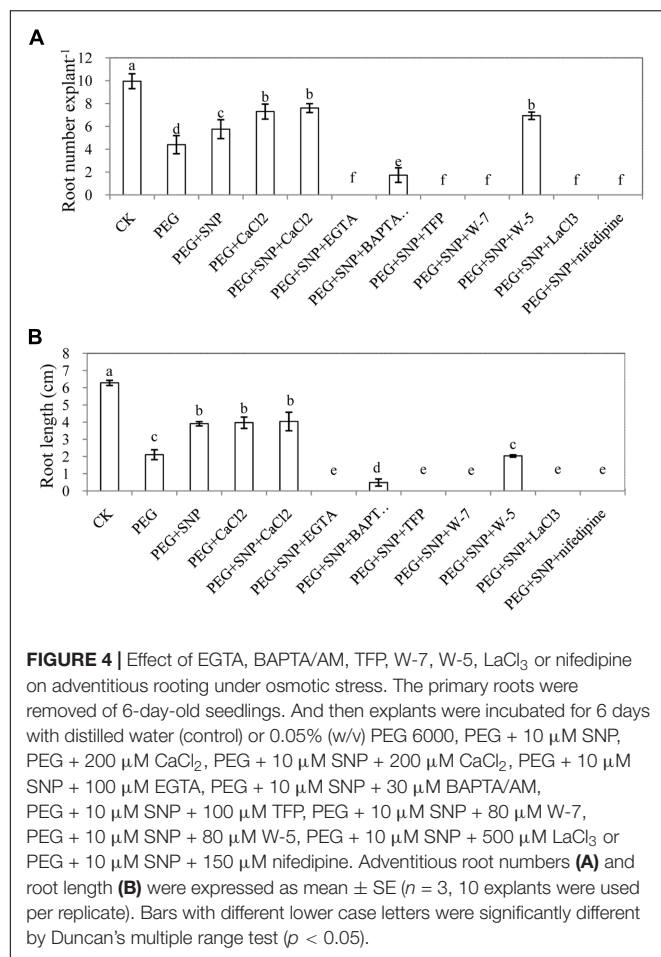 A
Root number explant-1
12
10
8
6
4
2
0
a
d
c
b
b
f
e
f
f
b
f
f
CK
PEG
PEG+SNP
PEG+CaCl2
PEG+SNP+CaCl2
PEG+SNP+EGTA
PEG+SNP+BAPTA..
PEG+SNP+TFP
PEG+SNP+W-7
PEG+SNP+W-5
PEG+SNP+LaCl3
PEG+SNP+nifedipine
B
Root length (cm)
8
7
6
5
4
3
2
1
0
a
c
b
b
b
e
d
e
e
c
e
e
CK
PEG
PEG+SNP
PEG+CaCl2
PEG+SNP+CaCl2
PEG+SNP+EGTA
PEG+SNP+BAPT...
PEG+SNP+TFP
PEG+SNP+W-7
PEG+SNP+W-5
PEG+SNP+LaCl3
PEG+SNP+nifedipine
FIGURE 4 | Effect of EGTA, BAPTA/AM, TFP, W-7, W-5, LaCl₃ or nifedipine
on adventitious rooting under osmotic stress. The primary roots were
removed of 6-day-old seedlings. And then explants were incubated for 6 days
with distilled water (control) or 0.05% (w/v) PEG 6000, PEG + 10 μM SNP,
PEG + 200 μM CaCl₂, PEG + 10 μM SNP + 200 μM CaCl₂, PEG + 10 μM
SNP + 100 μM EGTA, PEG + 10 μM SNP + 30 μM BAPTA/AM,
PEG + 10 μM SNP + 100 μM TFP, PEG + 10 μM SNP + 80 μM W-7,
PEG + 10 μM SNP + 80 μM W-5, PEG + 10 μM SNP + 500 μM LaCl₃ or
PEG + 10 μM SNP + 150 μM nifedipine. Adventitious root numbers (A) and
root length (B) were expressed as mean ± SE (n = 3, 10 explants were used
per replicate). Bars with different lower case letters were significantly different
by Duncan's multiple range test (p < 0.05).